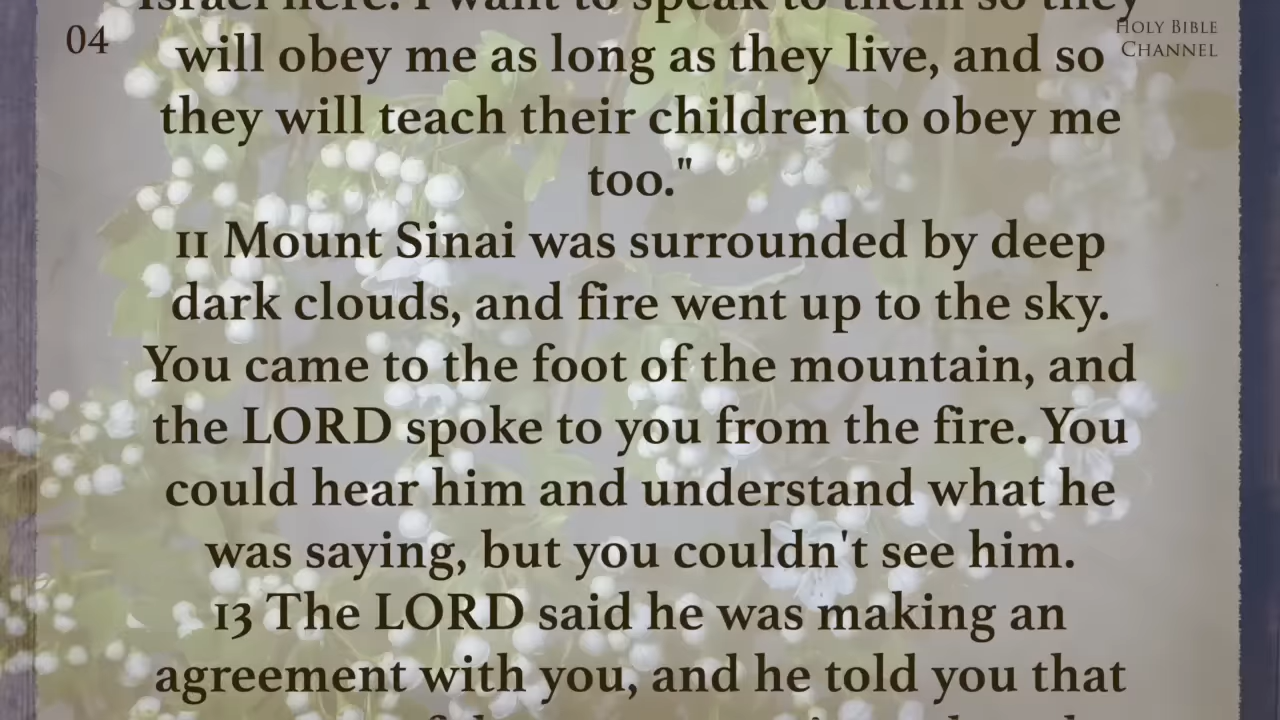 Israel here. I want to speak to them so they
04
HOLY BIBLE
CHANNEL
will obey me as long as they live, and so
they will teach their children to obey me
too."
11 Mount Sinai was surrounded by deep
dark clouds, and fire went up to the sky.
You came to the foot of the mountain, and
the LORD spoke to you from the fire. You
could hear him and understand what he
was saying, but you couldn't see him.
13 The LORD said he was making an
agreement with you, and he told you that